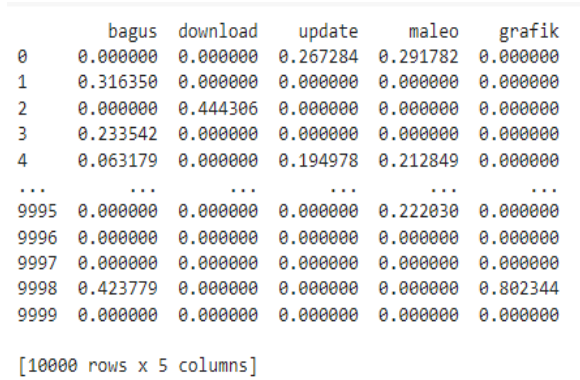 bagus download update maleo grafik
0 0.000000 0.000000 0.267284 0.291782 0.000000
1 0.316350 0.000000 0.000000 0.000000 0.000000
2 0.000000 0.444306 0.000000 0.000000 0.000000
3 0.233542 0.000000 0.000000 0.000000 0.000000
4 0.063179 0.000000 0.194978 0.212849 0.000000
... ... ... ... ... ...
9995 0.000000 0.000000 0.000000 0.222030 0.000000
9996 0.000000 0.000000 0.000000 0.000000 0.000000
9997 0.000000 0.000000 0.000000 0.000000 0.000000
9998 0.423779 0.000000 0.000000 0.000000 0.802344
9999 0.000000 0.000000 0.000000 0.000000 0.000000
[10000 rows x 5 columns]